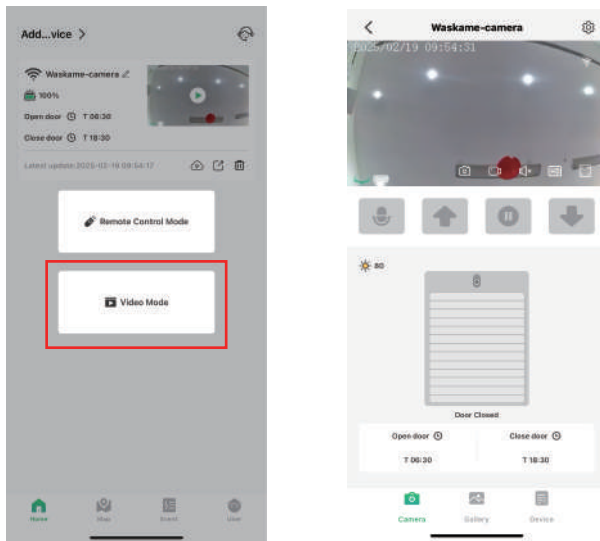 Add...vice >
Waskame-camera
100%
Open door T 06:30
Close door T 18:30
Latest update:2025-02-19 09:54:17
Remote Control Mode
Video Mode
Home Map Event User
Waskame-camera
2025/02/19 09:54:31
80
Door Closed
Open door Close door
T 06:30 T 18:30
Camera Gallery Device